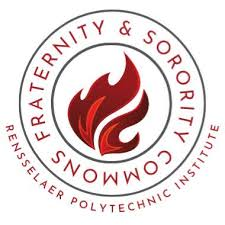 FRATERNITY & SORORITY COMMONS
RENSSELAER POLYTECHNIC INSTITUTE